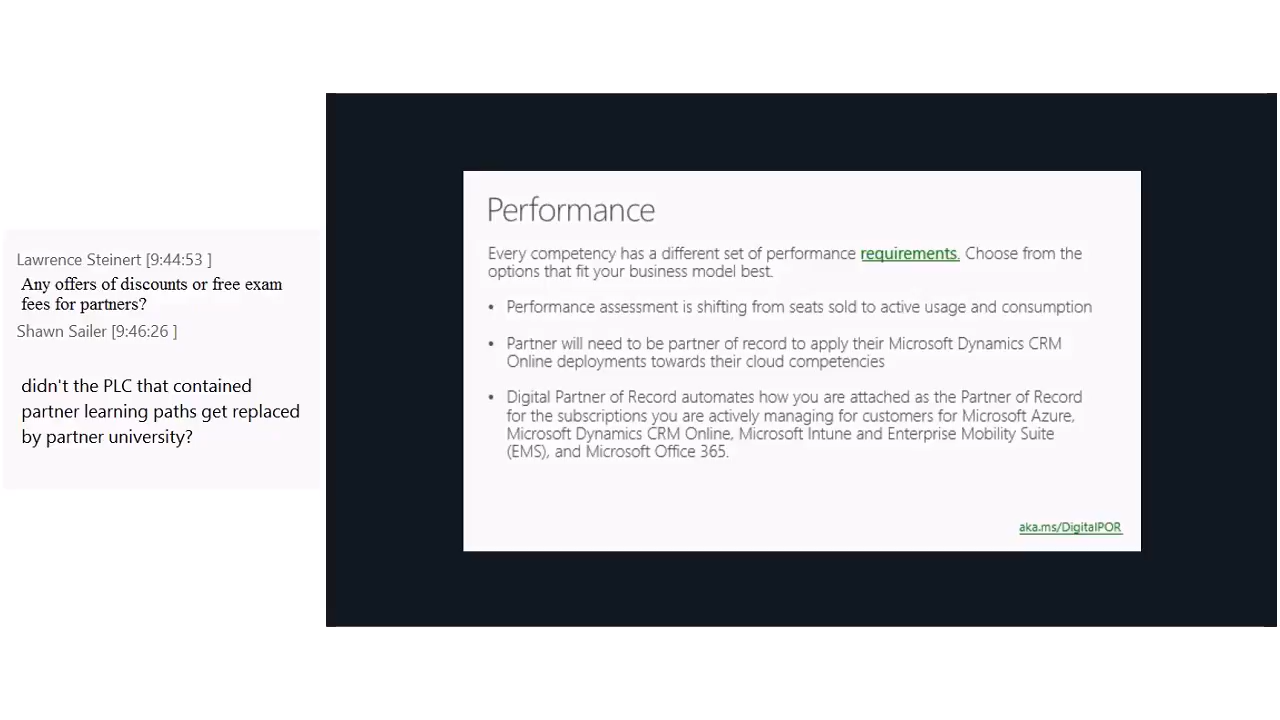 Lawrence Steinert [9:44:53 ]
Any offers of discounts or free exam
fees for partners?
Shawn Sailer [9:46:26 ]
didn't the PLC that contained
partner learning paths get replaced
by partner university?
Performance
Every competency has a different set of performance requirements. Choose from the
options that fit your business model best.
• Performance assessment is shifting from seats sold to active usage and consumption
• Partner will need to be partner of record to apply their Microsoft Dynamics CRM
Online deployments towards their cloud competencies
• Digital Partner of Record automates how you are attached as the Partner of Record
for the subscriptions you are actively managing for customers for Microsoft Azure,
Microsoft Dynamics CRM Online, Microsoft Intune and Enterprise Mobility Suite
(EMS), and Microsoft Office 365.
aka.ms/DigitalPOR